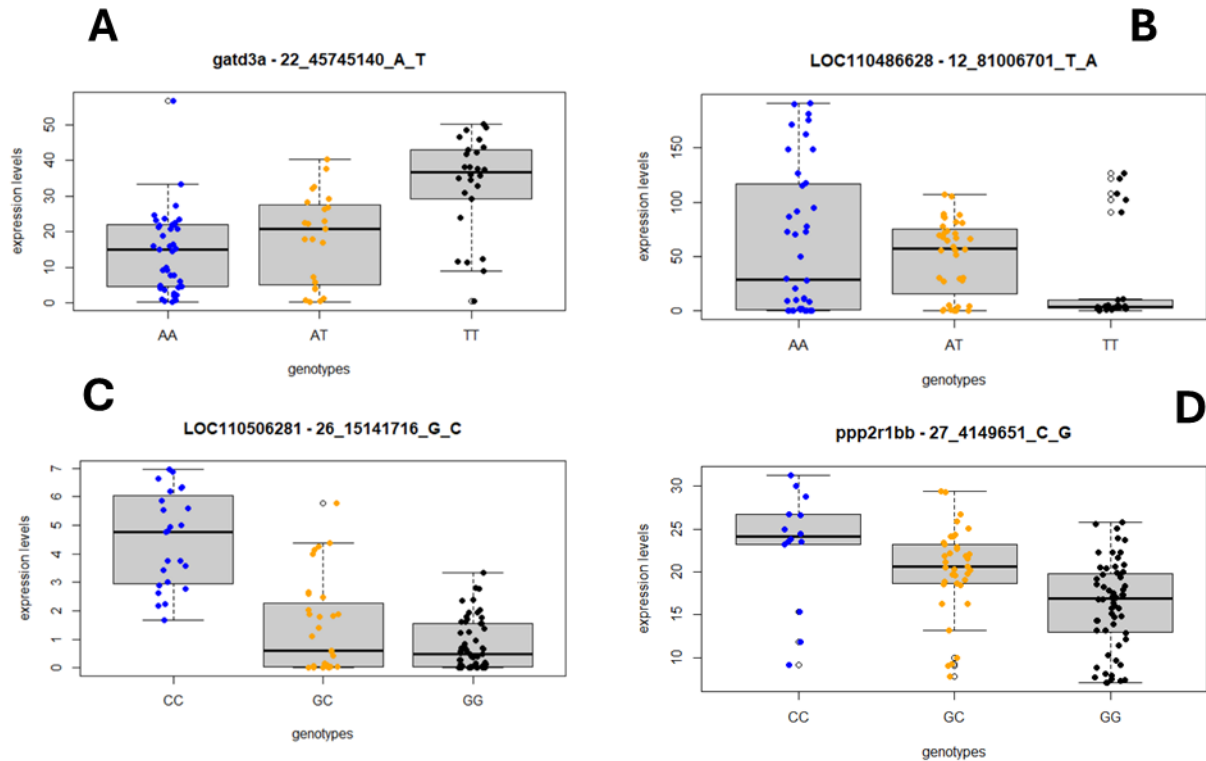 A
gatd3a - 22_45745140_A_T
expression levels
50
40
30
20
10
0
AA
AT
TT
genotypes
B
LOC110486628 - 12_81006701_T_A
expression levels
150
100
50
0
AA
AT
TT
genotypes
C
LOC110506281 - 26_15141716_G_C
expression levels
7
6
5
4
3
2
1
0
CC
GC
GG
genotypes
D
ppp2r1bb - 27_4149651_C_G
expression levels
30
25
20
15
10
CC
GC
GG
genotypes